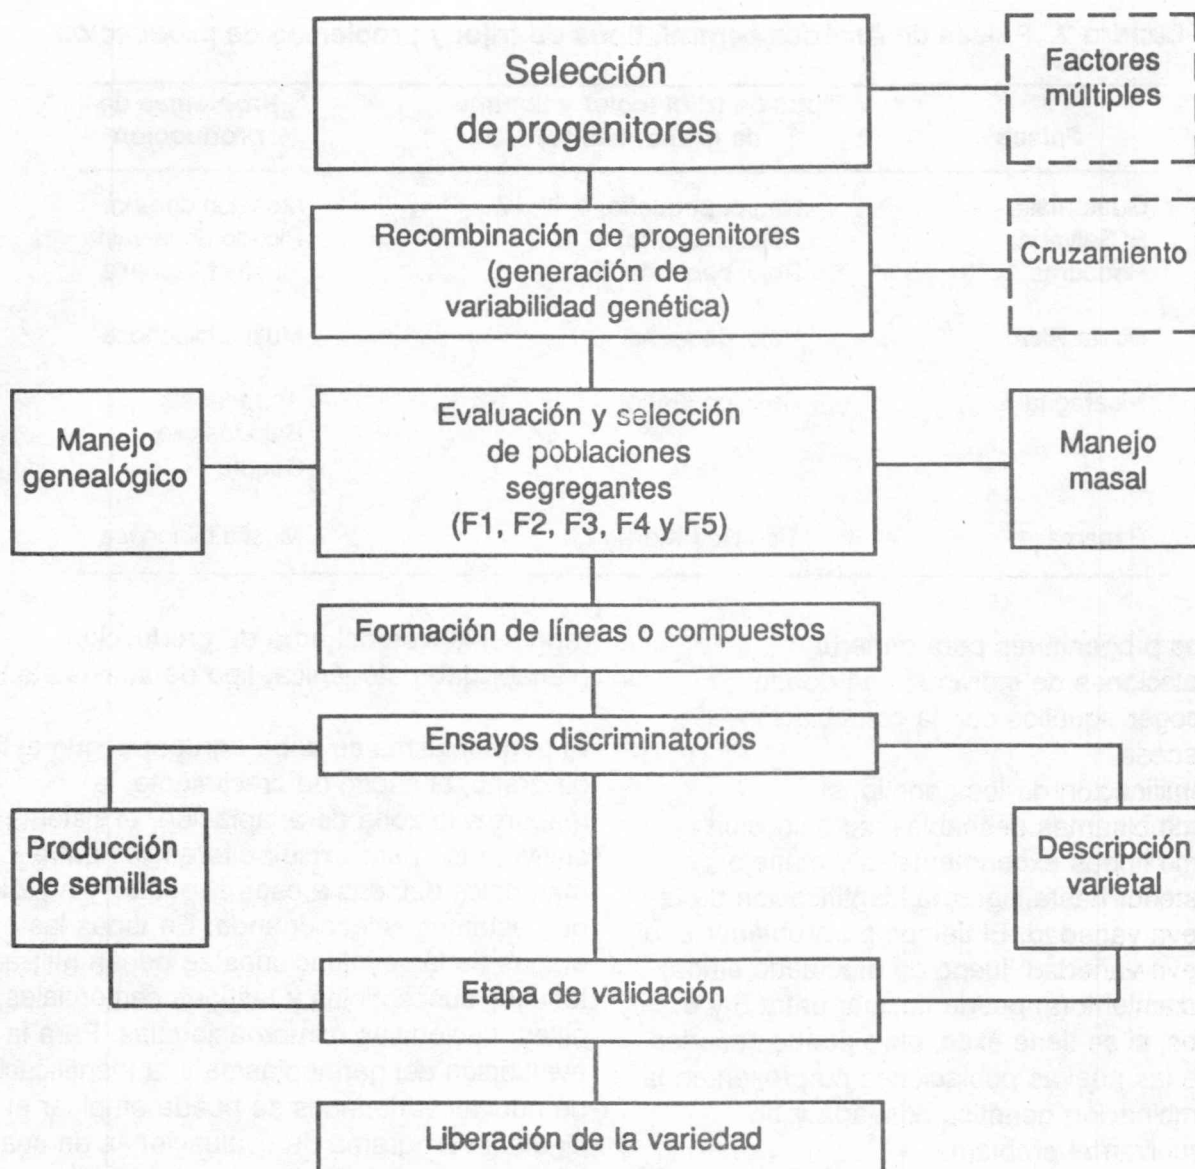 Selección
de progenitores
Factores
múltiples
Recombinación de progenitores
(generación de
variabilidad genética)
Cruzamiento
Manejo
genealógico
Evaluación y selección
de poblaciones
segregantes
(F1, F2, F3, F4 y F5)
Manejo
masal
Formación de líneas o compuestos
Ensayos discriminatorios
Producción
de semillas
Descripción
varietal
Etapa de validación
Liberación de la variedad